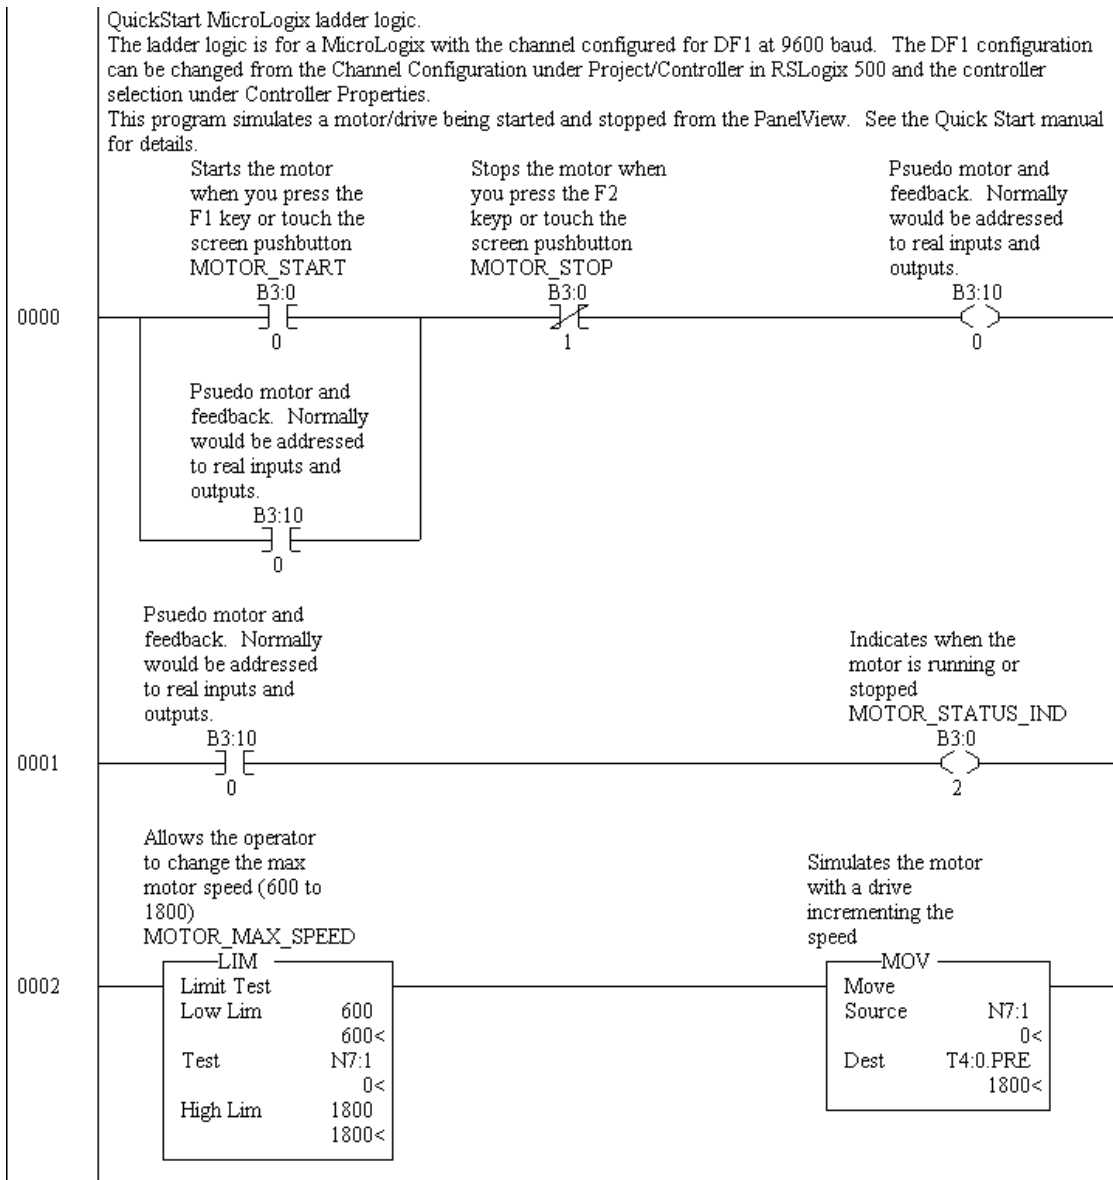 QuickStart MicroLogix ladder logic.
The ladder logic is for a MicroLogix with the channel configured for DF1 at 9600 baud. The DF1 configuration
can be changed from the Channel Configuration under Project/Controller in RSLogix 500 and the controller
selection under Controller Properties.
This program simulates a motor/drive being started and stopped from the PanelView. See the Quick Start manual
for details.
Starts the motor
when you press the
F1 key or touch the
screen pushbutton
MOTOR_START
B3:0
0
Stops the motor when
you press the F2
keyp or touch the
screen pushbutton
MOTOR_STOP
B3:0
1
Psuedo motor and
feedback. Normally
would be addressed
to real inputs and
outputs.
B3:10
0
0000
Psuedo motor and
feedback. Normally
would be addressed
to real inputs and
outputs.
B3:10
0
Psuedo motor and
feedback. Normally
would be addressed
to real inputs and
outputs.
B3:10
0
Indicates when the
motor is running or
stopped
MOTOR_STATUS_IND
B3:0
2
0001
Allows the operator
to change the max
motor speed (600 to
1800)
MOTOR_MAX_SPEED
LIM
Limit Test
Low Lim 600
600<
Test N7:1
0<
High Lim 1800
1800<
Simulates the motor
with a drive
incrementing the
speed
MOV
Move
Source N7:1
0<
Dest T4:0.PRE
1800<
0002